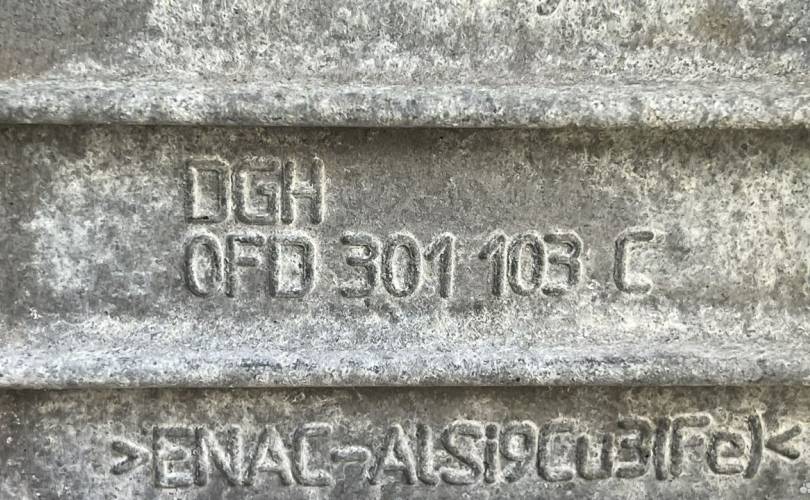 DGH
0FD 301 103 C
>ENAC-AlSi9Cu3(Fe)<